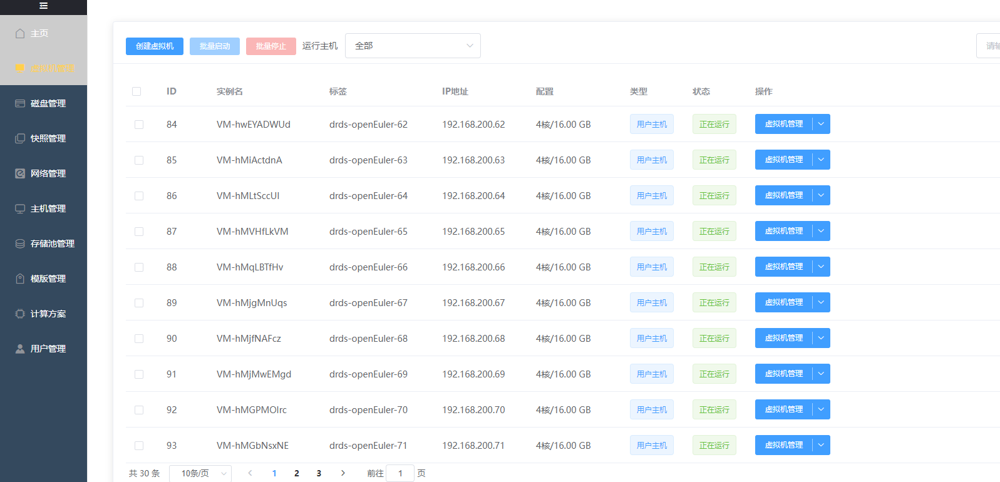 主页
虚拟机管理
磁盘管理
快照管理
网络管理
主机管理
存储池管理
模版管理
计算方案
用户管理
创建虚拟机 批量启动 批量停止 运行主机 全部 请输
ID 实例名 标签 IP地址 配置 类型 状态 操作
84 VM-hwEYADWUd drds-openEuler-62 192.168.200.62 4核/16.00 GB 用户主机 正在运行 虚拟机管理
85 VM-hMiActdnA drds-openEuler-63 192.168.200.63 4核/16.00 GB 用户主机 正在运行 虚拟机管理
86 VM-hMLtSccUI drds-openEuler-64 192.168.200.64 4核/16.00 GB 用户主机 正在运行 虚拟机管理
87 VM-hMVHfLkVM drds-openEuler-65 192.168.200.65 4核/16.00 GB 用户主机 正在运行 虚拟机管理
88 VM-hMqLBTfHv drds-openEuler-66 192.168.200.66 4核/16.00 GB 用户主机 正在运行 虚拟机管理
89 VM-hMjgMnUqs drds-openEuler-67 192.168.200.67 4核/16.00 GB 用户主机 正在运行 虚拟机管理
90 VM-hMjfNAFcz drds-openEuler-68 192.168.200.68 4核/16.00 GB 用户主机 正在运行 虚拟机管理
91 VM-hMjMwEMgd drds-openEuler-69 192.168.200.69 4核/16.00 GB 用户主机 正在运行 虚拟机管理
92 VM-hMGPMOIrc drds-openEuler-70 192.168.200.70 4核/16.00 GB 用户主机 正在运行 虚拟机管理
93 VM-hMGbNsxNE drds-openEuler-71 192.168.200.71 4核/16.00 GB 用户主机 正在运行 虚拟机管理
共 30 条 10条/页 1 2 3 前往 1 页